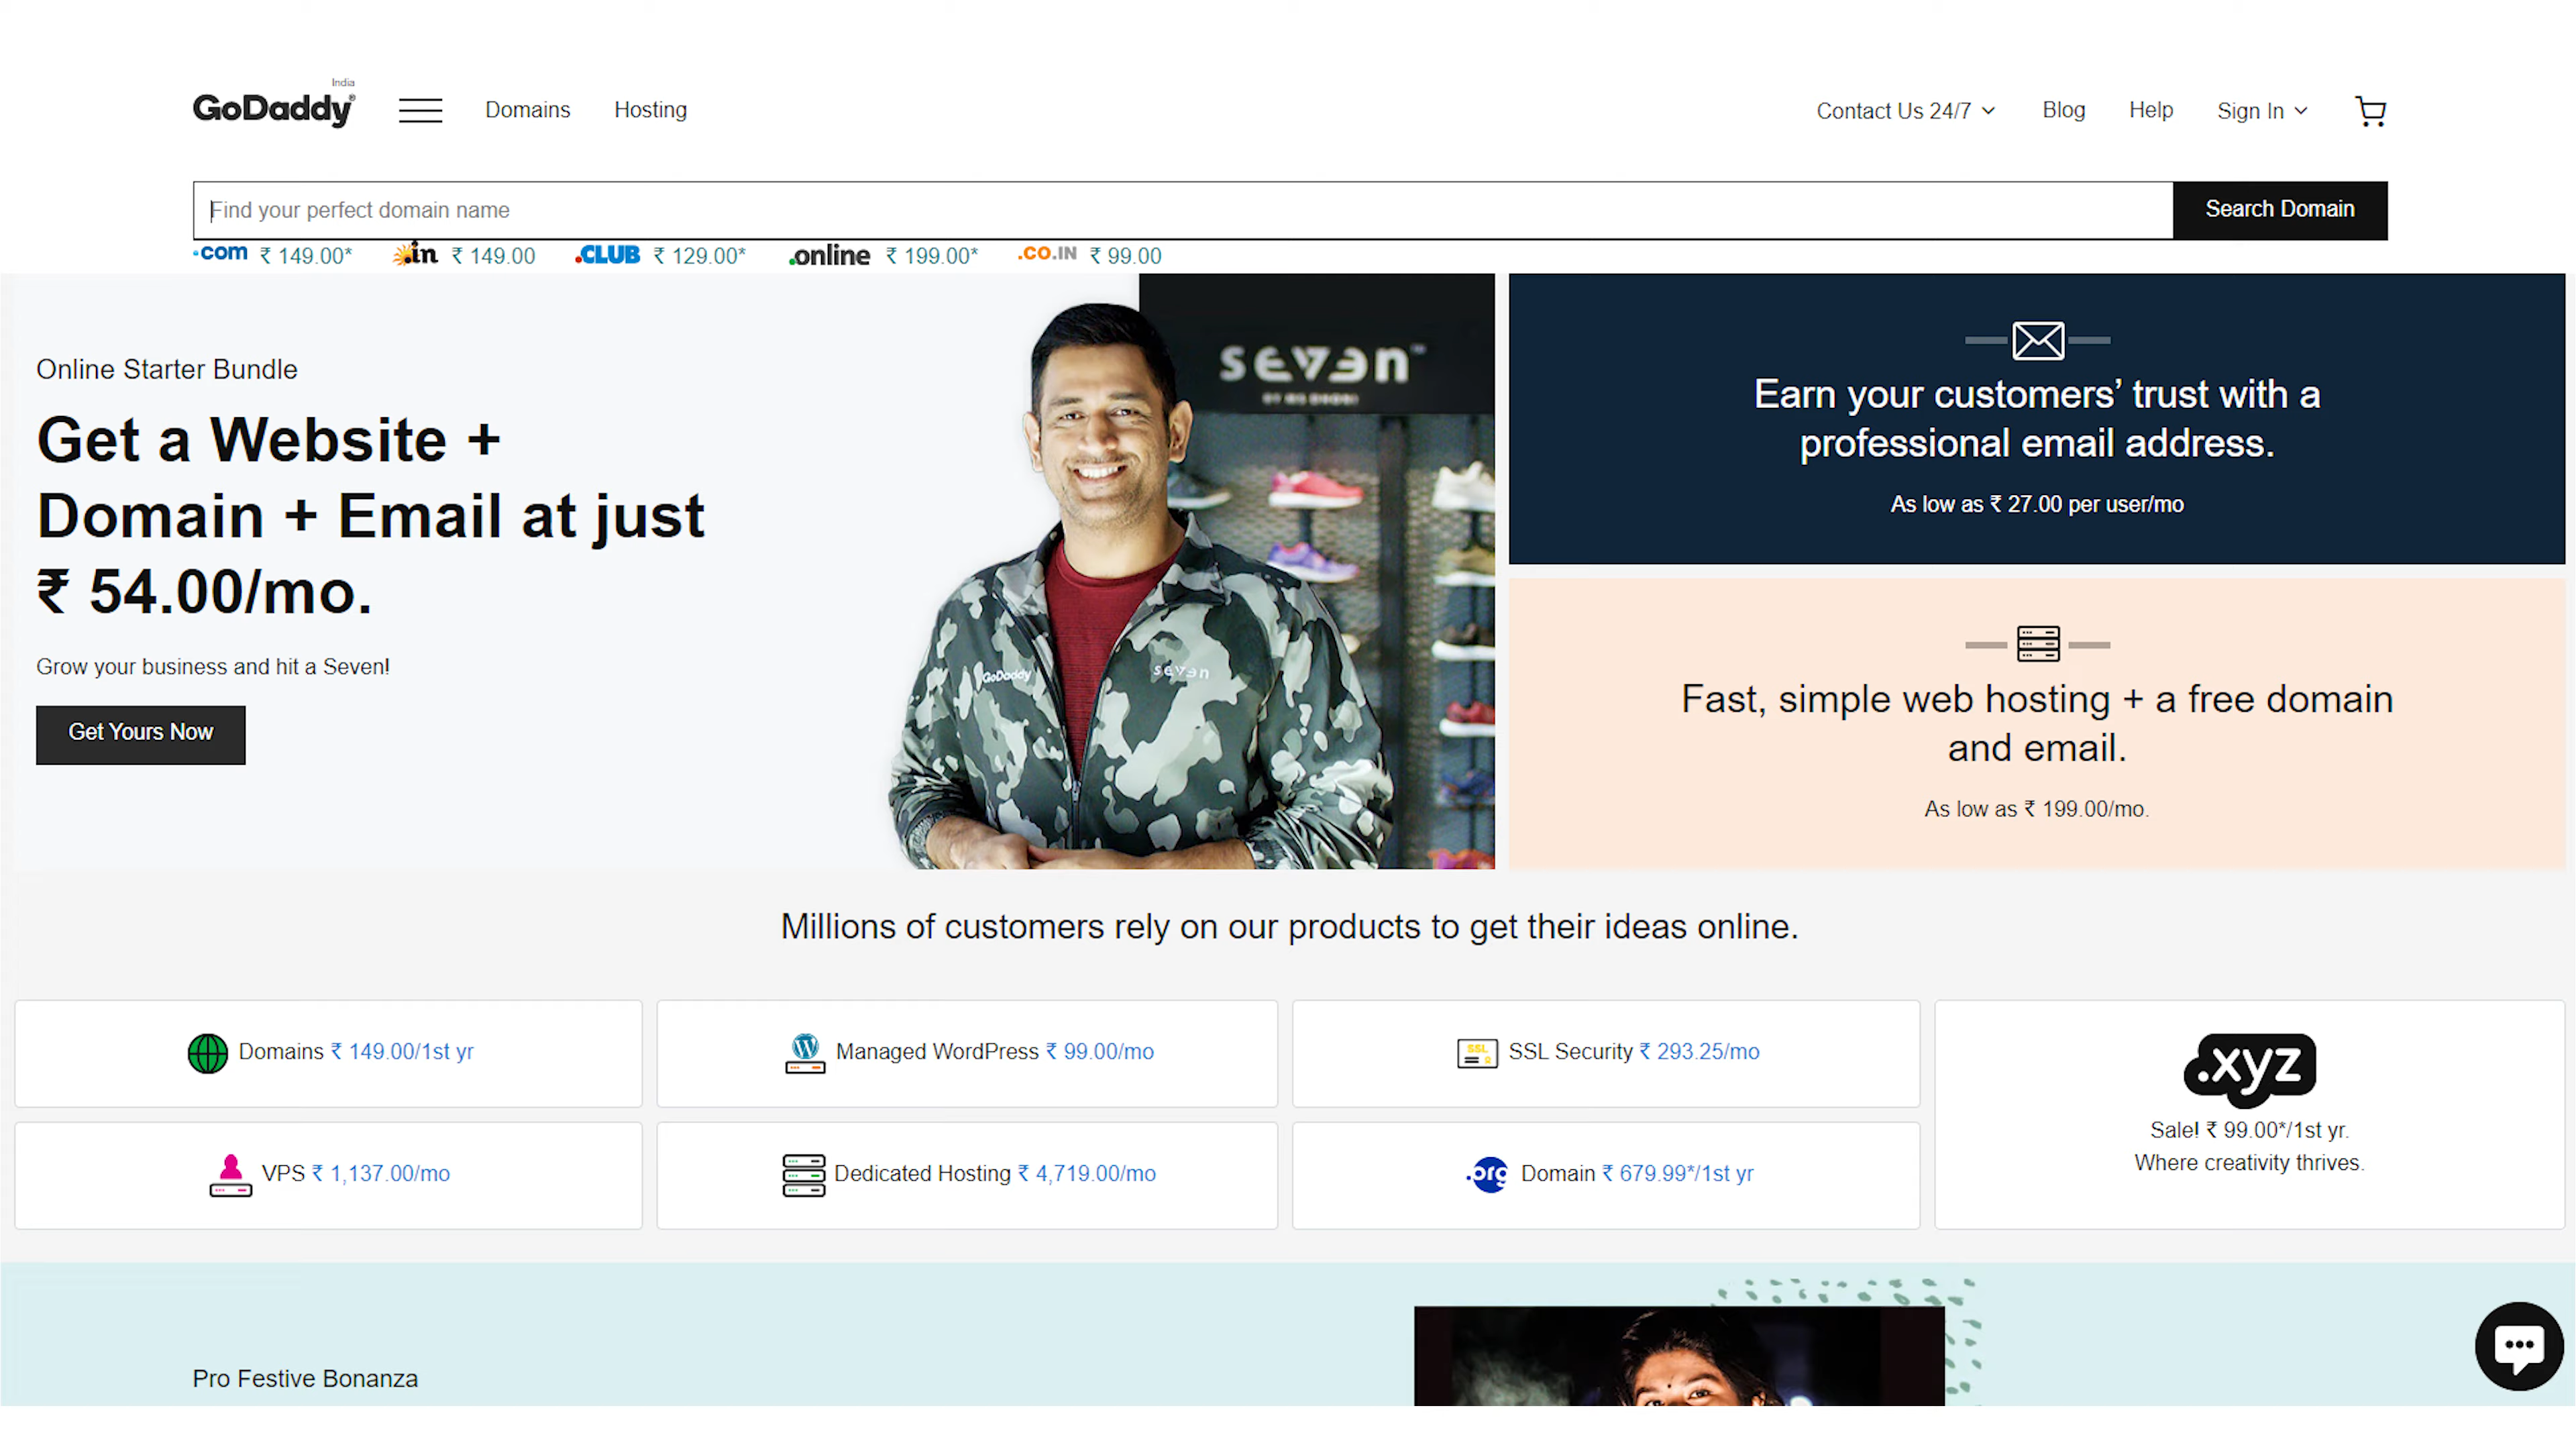 India
GoDaddy®
Domains
Hosting
Contact Us 24/7
Blog
Help
Sign In
Find your perfect domain name
Search Domain
.com ₹ 149.00*
.in ₹ 149.00
.CLUB ₹ 129.00*
.online ₹ 199.00*
.CO.IN ₹ 99.00
Online Starter Bundle
Get a Website +
Domain + Email at just
₹ 54.00/mo.
Grow your business and hit a Seven!
Get Yours Now
seven™
BY MS DHONI
GoDaddy
seven
Earn your customers’ trust with a
professional email address.
As low as ₹ 27.00 per user/mo
Fast, simple web hosting + a free domain
and email.
As low as ₹ 199.00/mo.
Millions of customers rely on our products to get their ideas online.
Domains ₹ 149.00/1st yr
Managed WordPress ₹ 99.00/mo
SSL
SSL Security ₹ 293.25/mo
.xyz
Sale! ₹ 99.00*/1st yr.
Where creativity thrives.
VPS ₹ 1,137.00/mo
Dedicated Hosting ₹ 4,719.00/mo
.org Domain ₹ 679.99*/1st yr
Pro Festive Bonanza